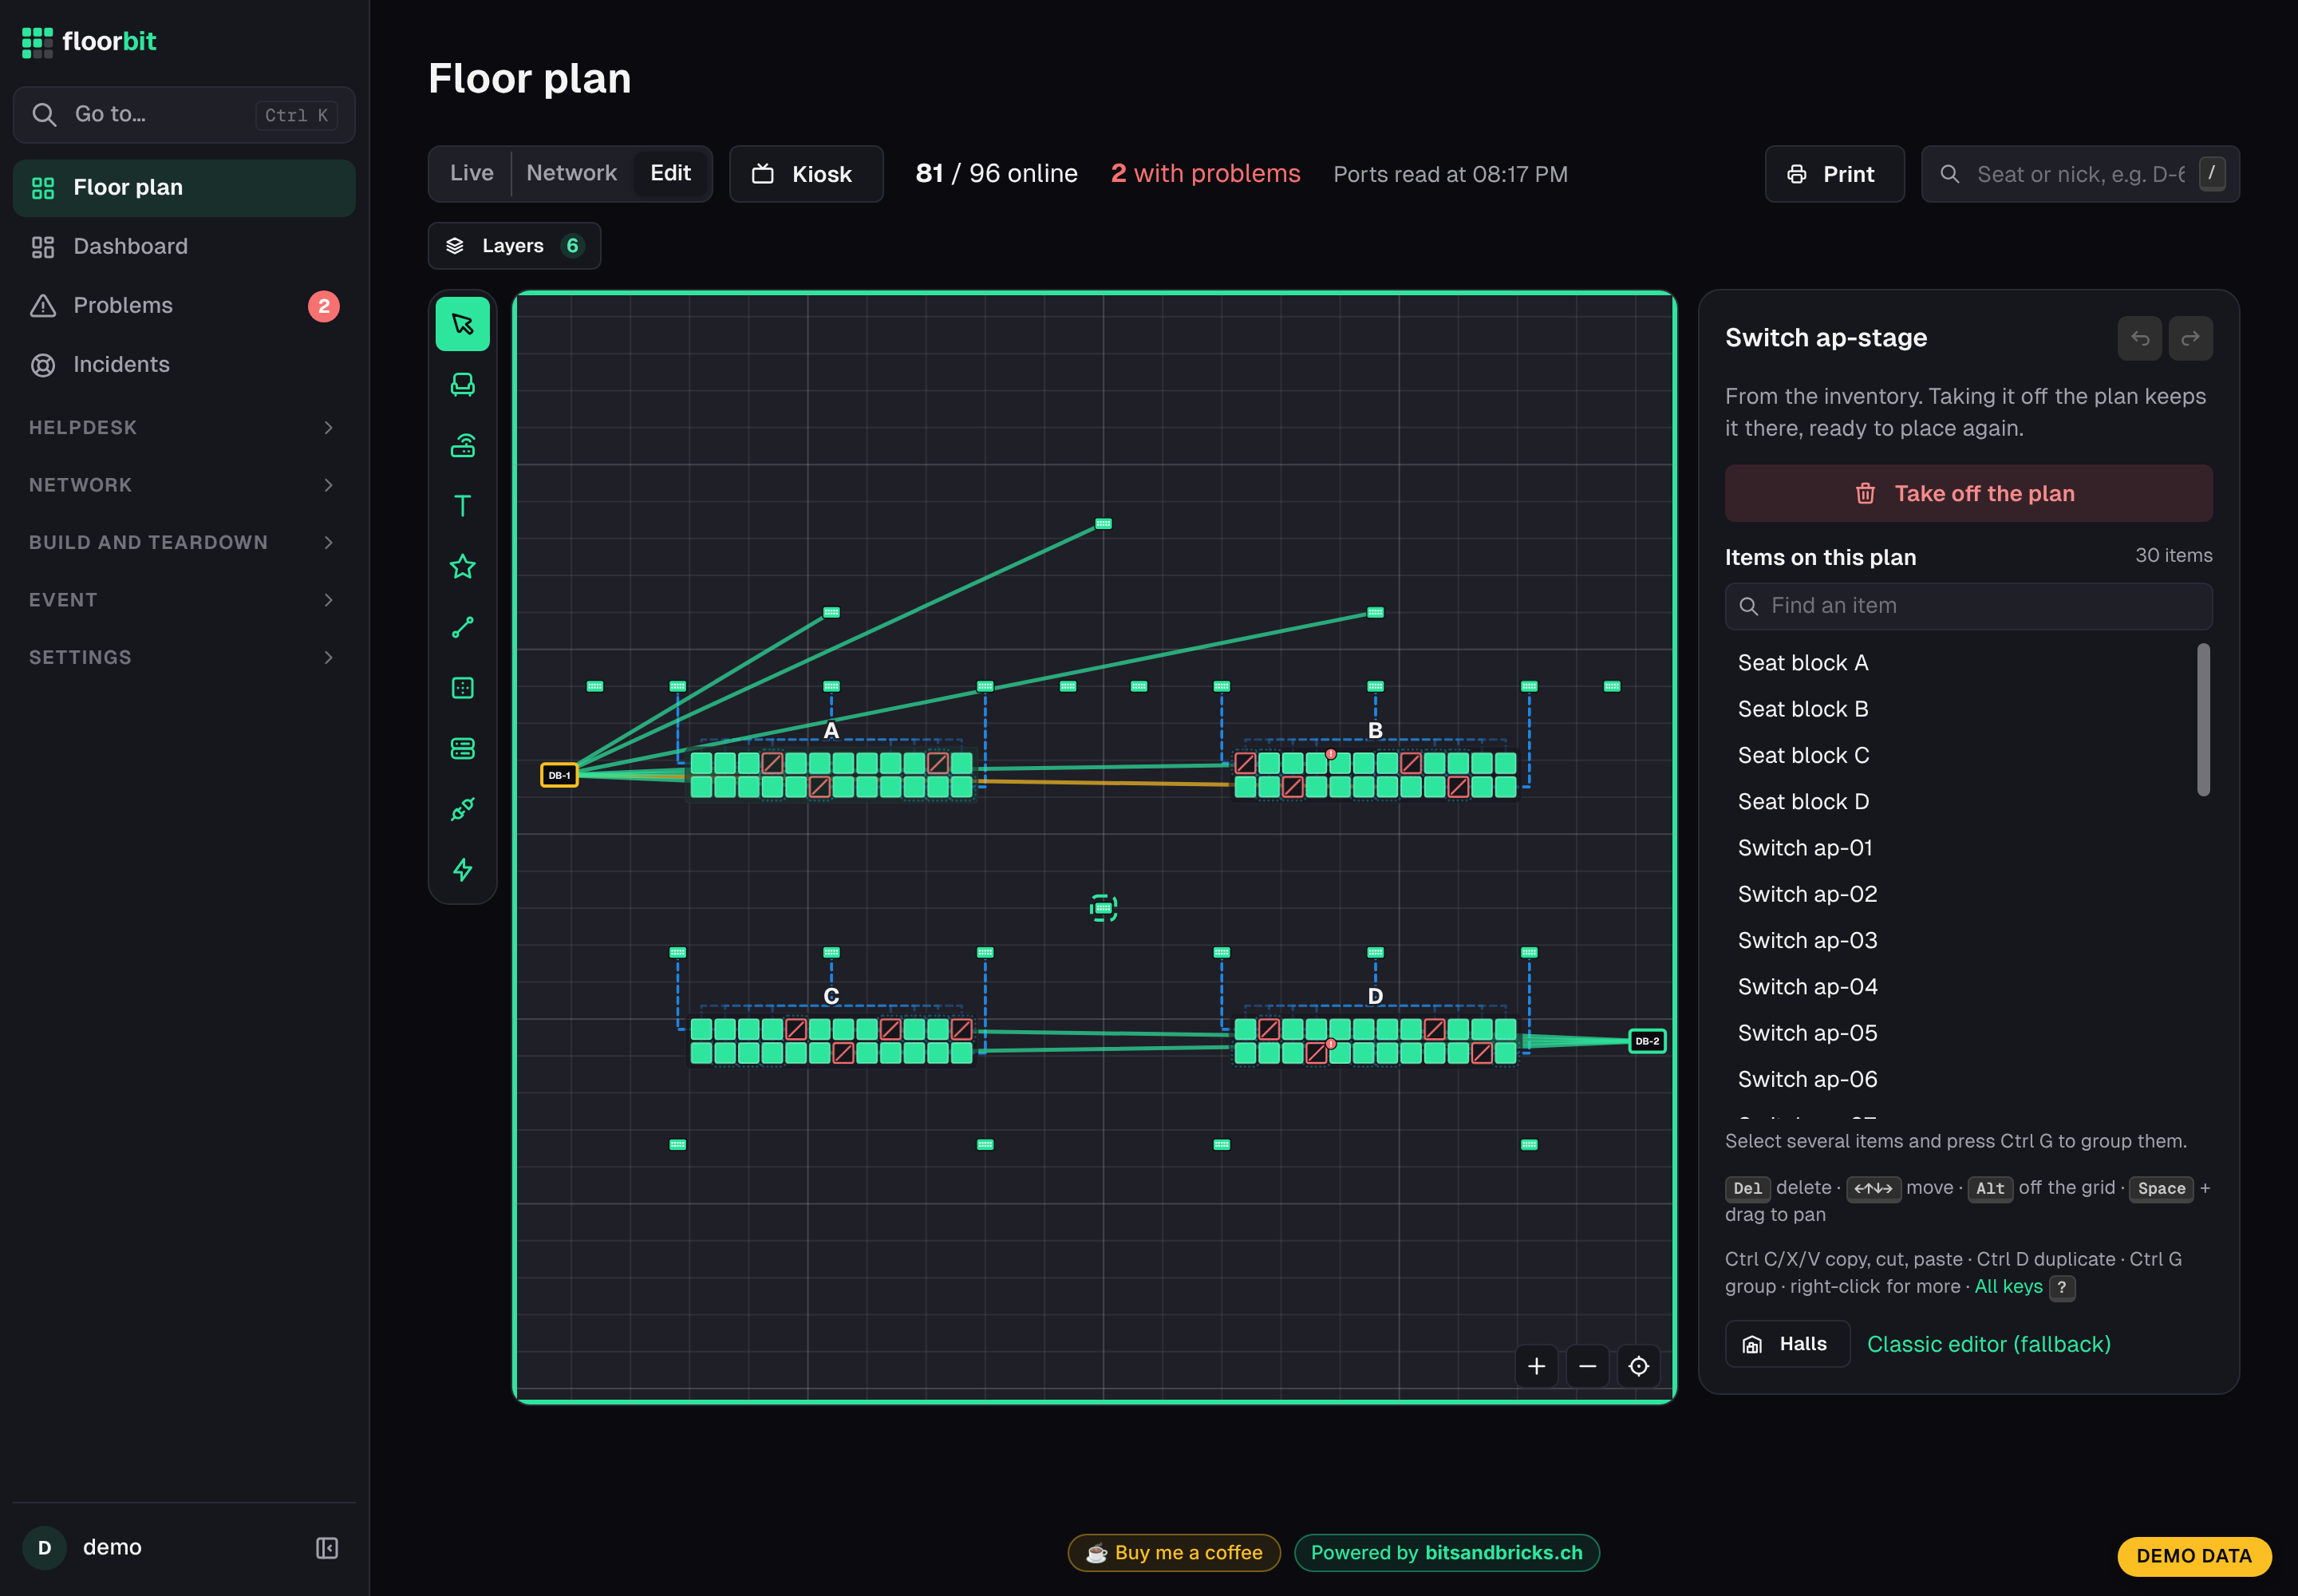 floorbit
Go to...
Ctrl K
Floor plan
Dashboard
Problems
2
Incidents
HELPDESK
NETWORK
BUILD AND TEARDOWN
EVENT
SETTINGS
D
demo
Floor plan
Live
Network
Edit
Kiosk
81 / 96 online
2 with problems
Ports read at 08:17 PM
Print
Seat or nick, e.g. D-6
/
Layers
6
A
B
DB-1
C
D
DB-2
Switch ap-stage
From the inventory. Taking it off the plan keeps
it there, ready to place again.
Take off the plan
Items on this plan
30 items
Find an item
Seat block A
Seat block B
Seat block C
Seat block D
Switch ap-01
Switch ap-02
Switch ap-03
Switch ap-04
Switch ap-05
Switch ap-06
Select several items and press Ctrl G to group them.
Del delete · ←↑↓→ move · Alt off the grid · Space +
drag to pan
Ctrl C/X/V copy, cut, paste · Ctrl D duplicate · Ctrl G
group · right-click for more · All keys ?
Halls
Classic editor (fallback)
☕ Buy me a coffee
Powered by bitsandbricks.ch
DEMO DATA